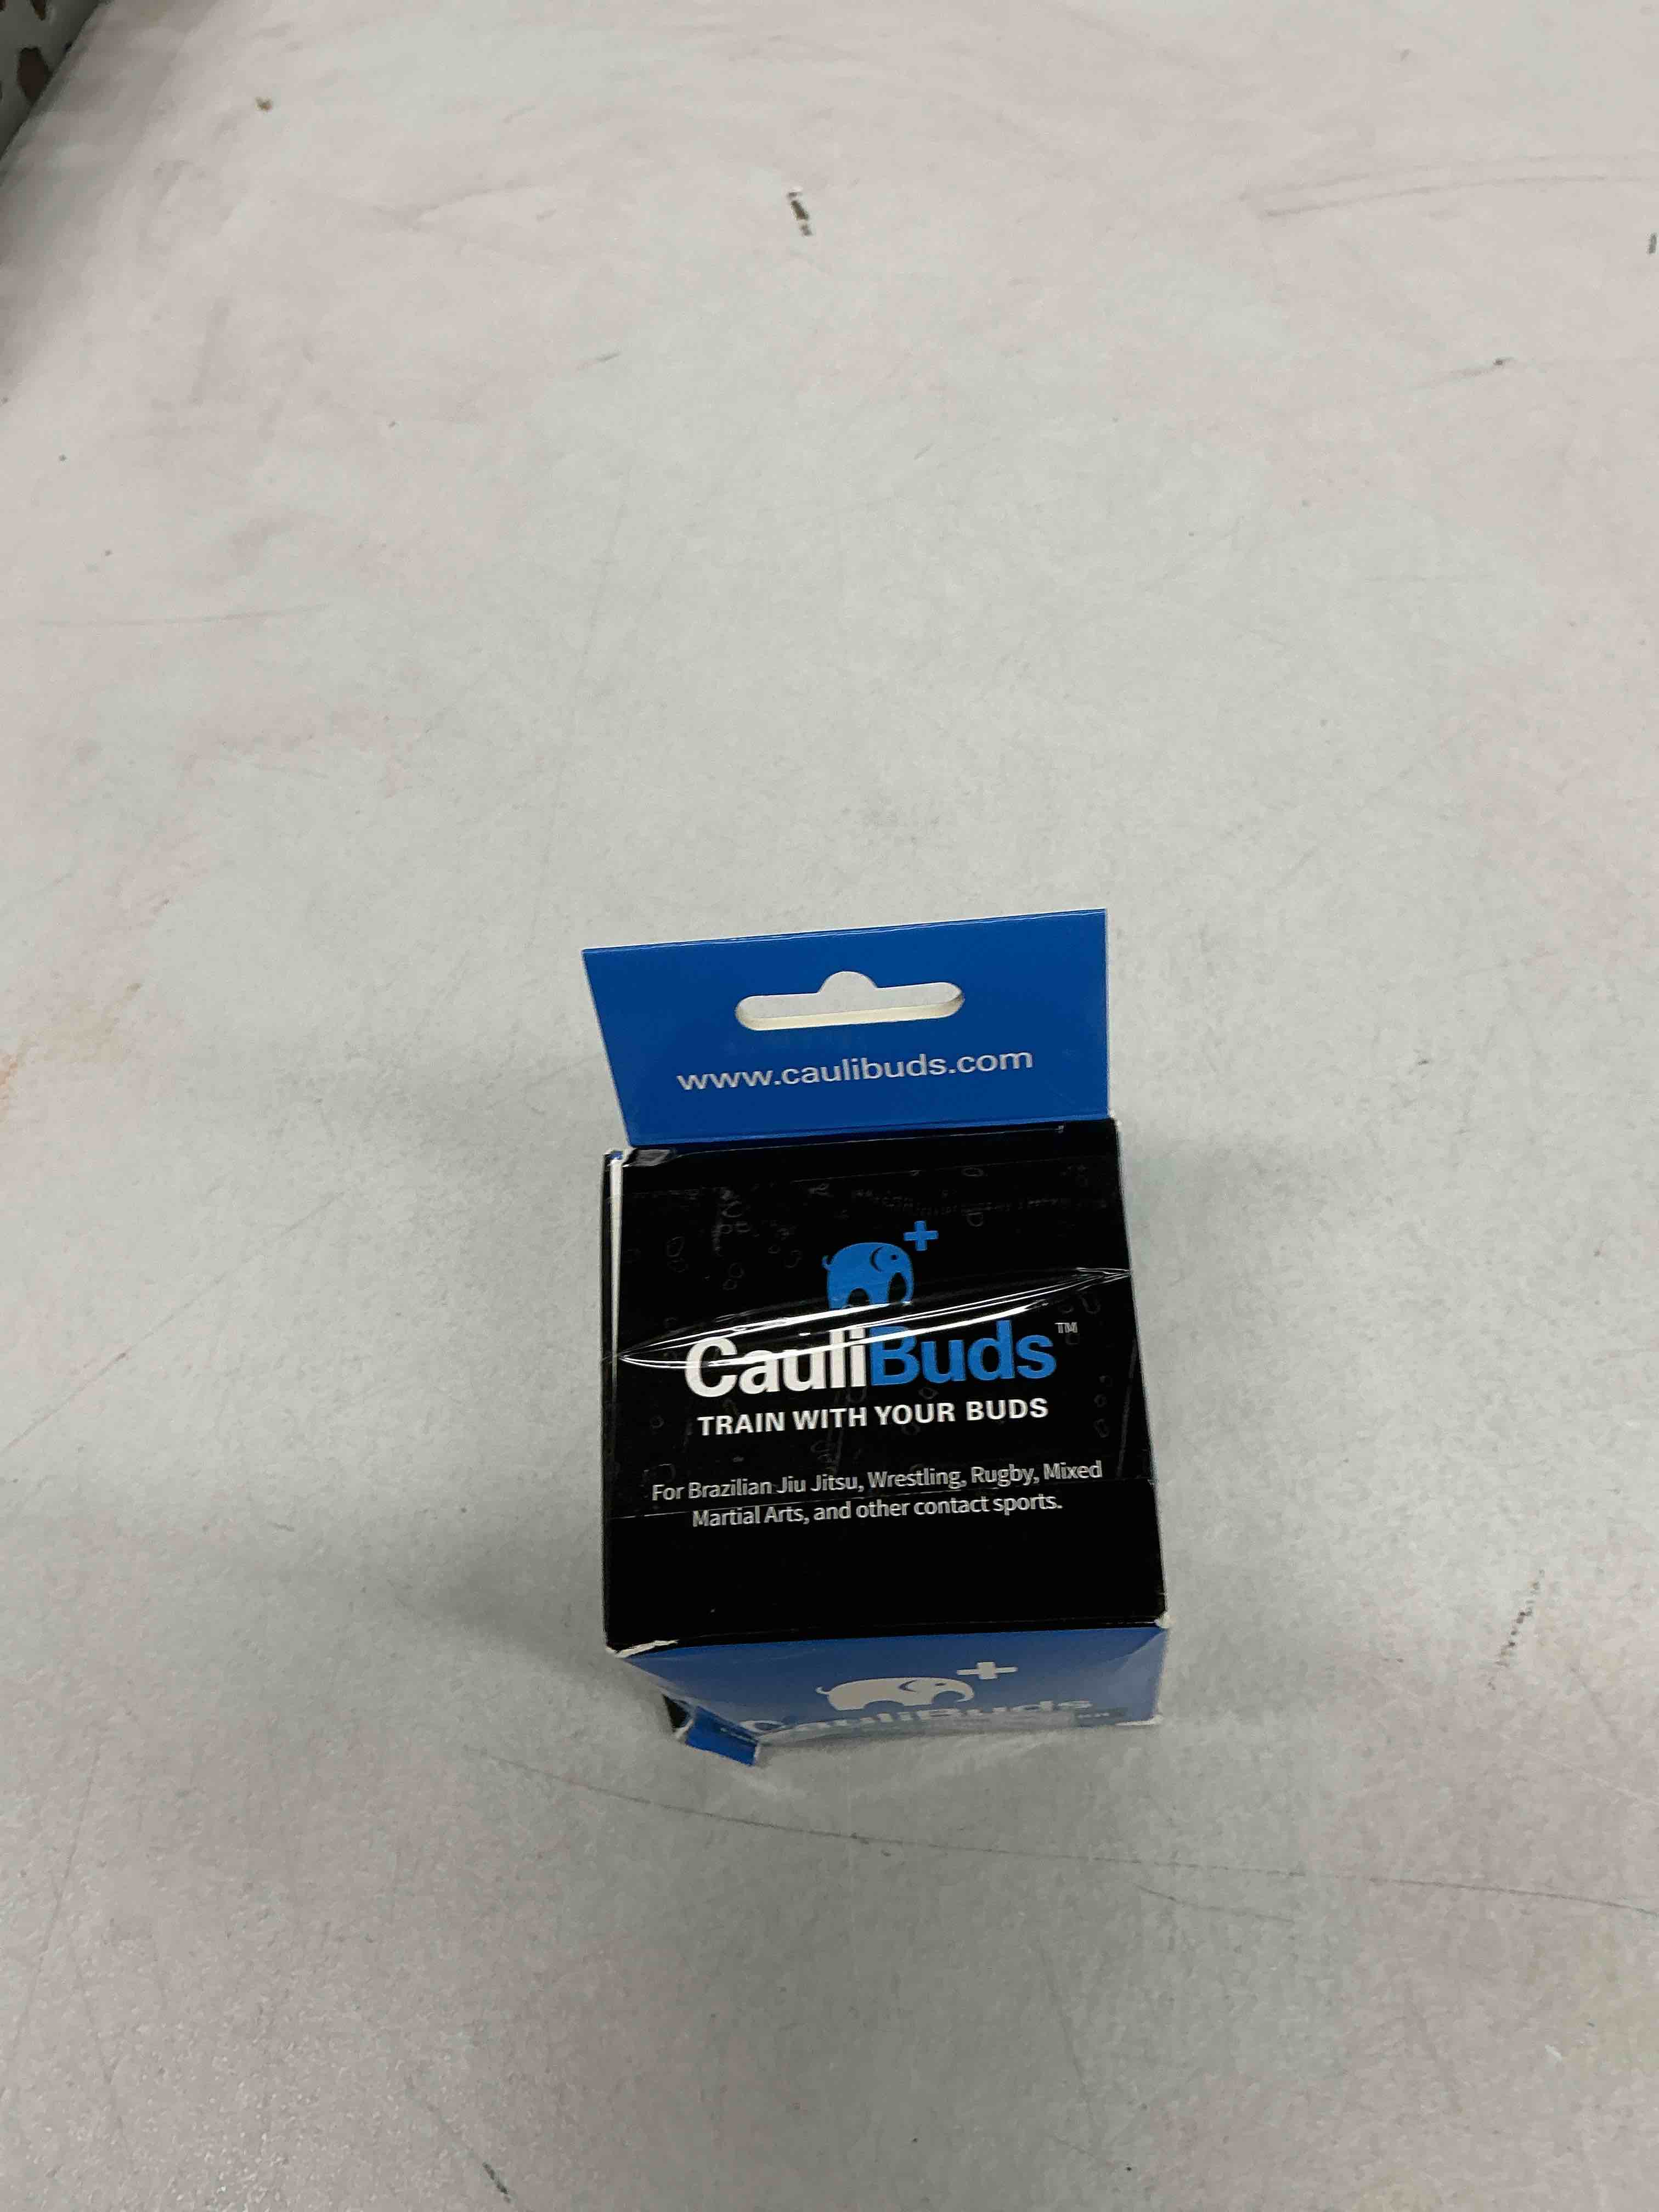 www.caulibuds.com
CauliBuds™
TRAIN WITH YOUR BUDS
For Brazilian Jiu Jitsu, Wrestling, Rugby, Mixed
Martial Arts, and other contact sports.
CauliBuds